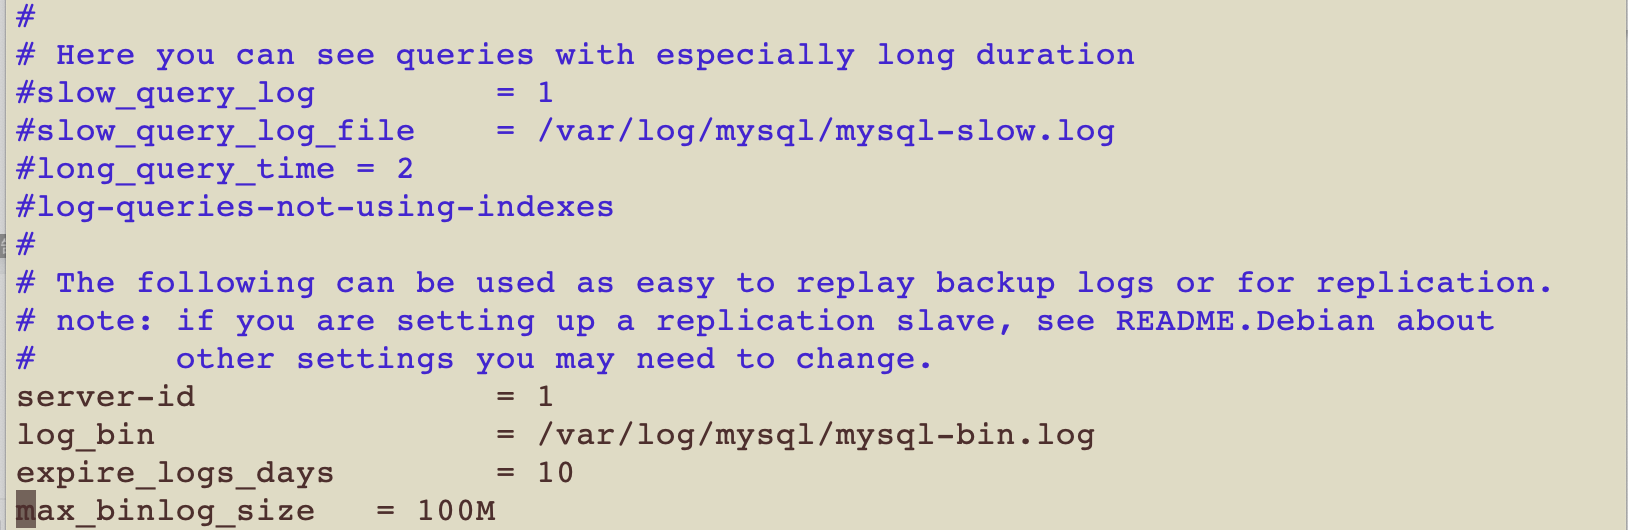 #
# Here you can see queries with especially long duration
#slow_query_log         = 1
#slow_query_log_file    = /var/log/mysql/mysql-slow.log
#long_query_time = 2
#log-queries-not-using-indexes
#
# The following can be used as easy to replay backup logs or for replication.
# note: if you are setting up a replication slave, see README.Debian about
#       other settings you may need to change.
server-id               = 1
log_bin                 = /var/log/mysql/mysql-bin.log
expire_logs_days        = 10
max_binlog_size   = 100M